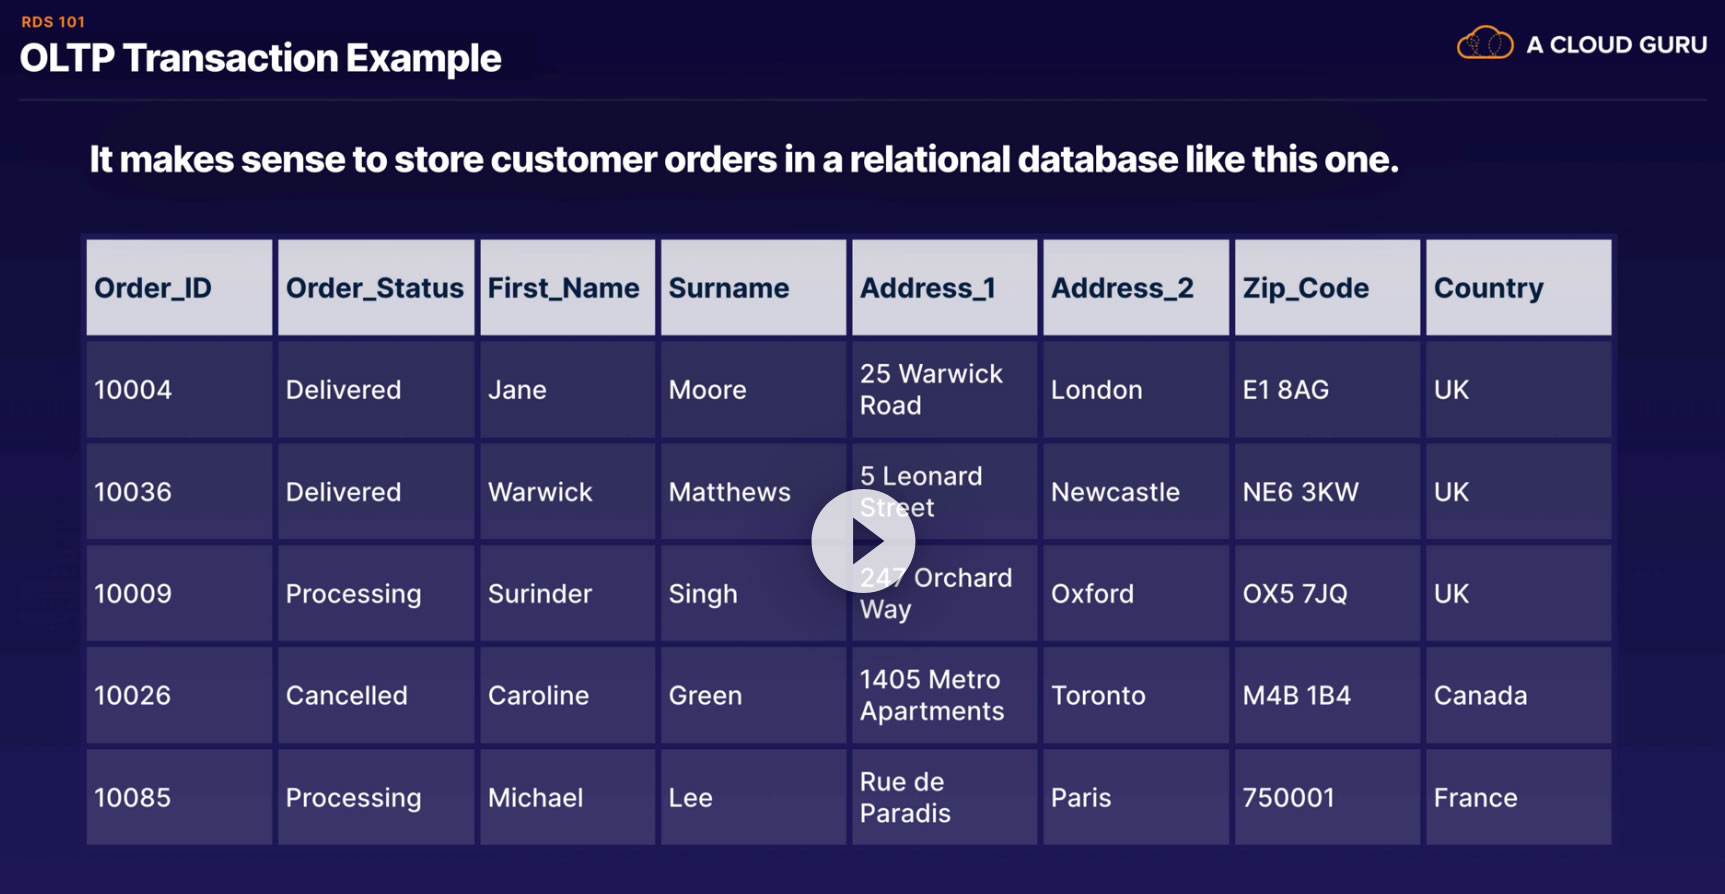 RDS 101
OLTP Transaction Example
A CLOUD GURU
It makes sense to store customer orders in a relational database like this one.
Order_ID Order_Status First_Name Surname Address_1 Address_2 Zip_Code Country
10004 Delivered Jane Moore 25 Warwick Road London E1 8AG UK
10036 Delivered Warwick Matthews 5 Leonard Street Newcastle NE6 3KW UK
10009 Processing Surinder Singh 247 Orchard Way Oxford OX5 7JQ UK
10026 Cancelled Caroline Green 1405 Metro Apartments Toronto M4B 1B4 Canada
10085 Processing Michael Lee Rue de Paradis Paris 750001 France